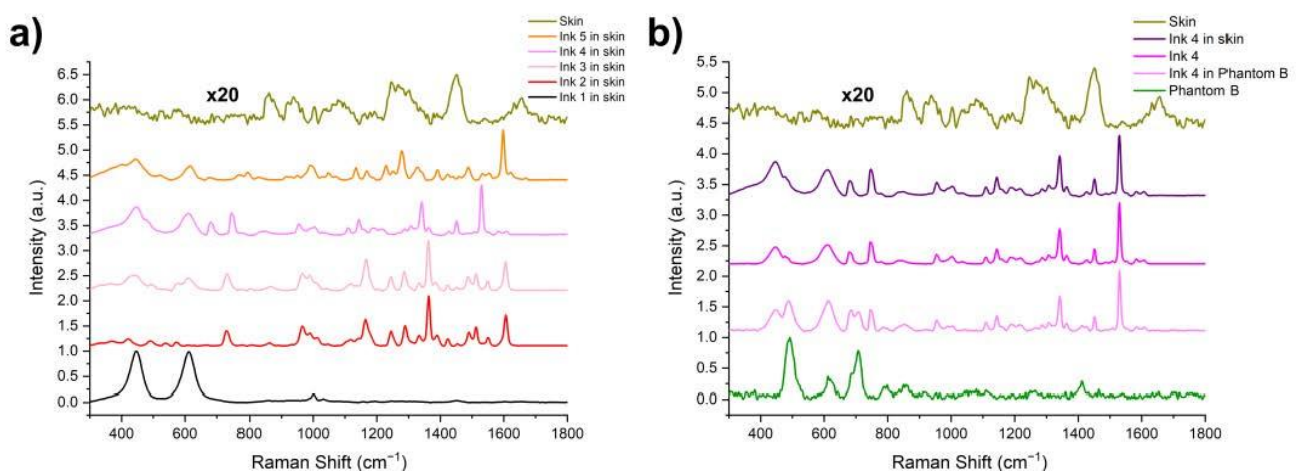 a)
Skin
Ink 5 in skin
Ink 4 in skin
Ink 3 in skin
Ink 2 in skin
Ink 1 in skin
x20
6.5
6.0
5.5
5.0
4.5
4.0
3.5
3.0
2.5
2.0
1.5
1.0
0.5
0.0
Intensity (a.u.)
400 600 800 1000 1200 1400 1600 1800
Raman Shift (cm⁻¹)
b)
Skin
Ink 4 in skin
Ink 4
Ink 4 in Phantom B
Phantom B
x20
5.5
5.0
4.5
4.0
3.5
3.0
2.5
2.0
1.5
1.0
0.5
0.0
Intensity (a.u.)
400 600 800 1000 1200 1400 1600 1800
Raman Shift (cm⁻¹)